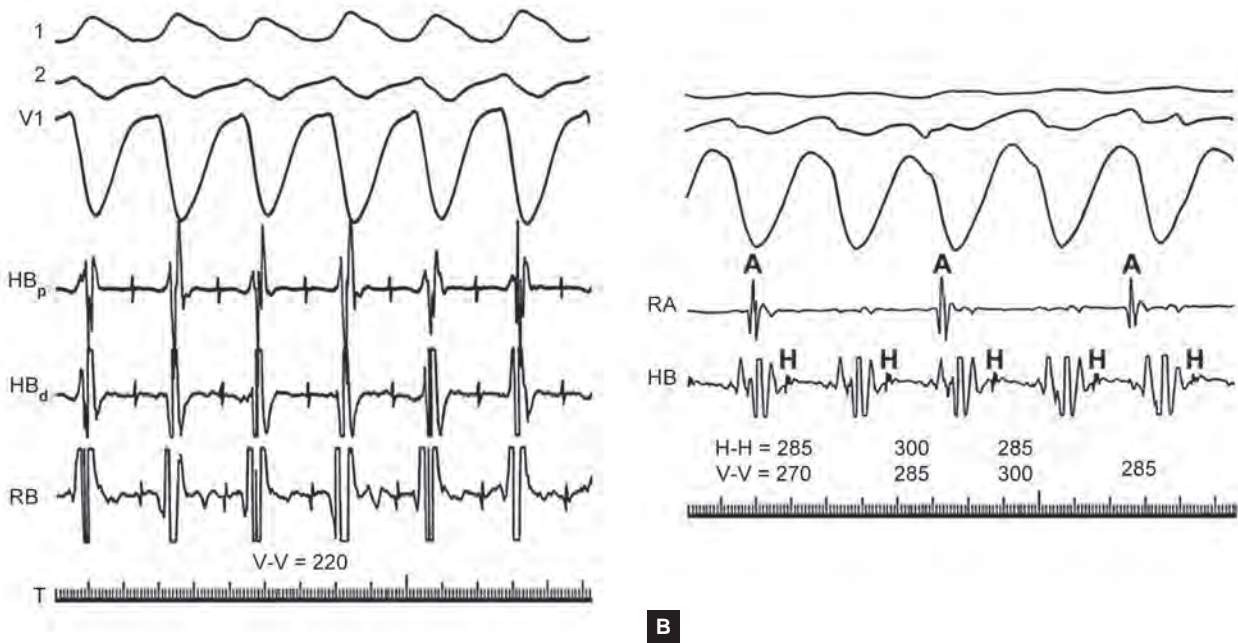 1
2
V1
HBp
HBd
RB
V-V = 220
T
A A A
RA
H H H H H
HB
H-H = 285 300 285
V-V = 270 285 300 285
B